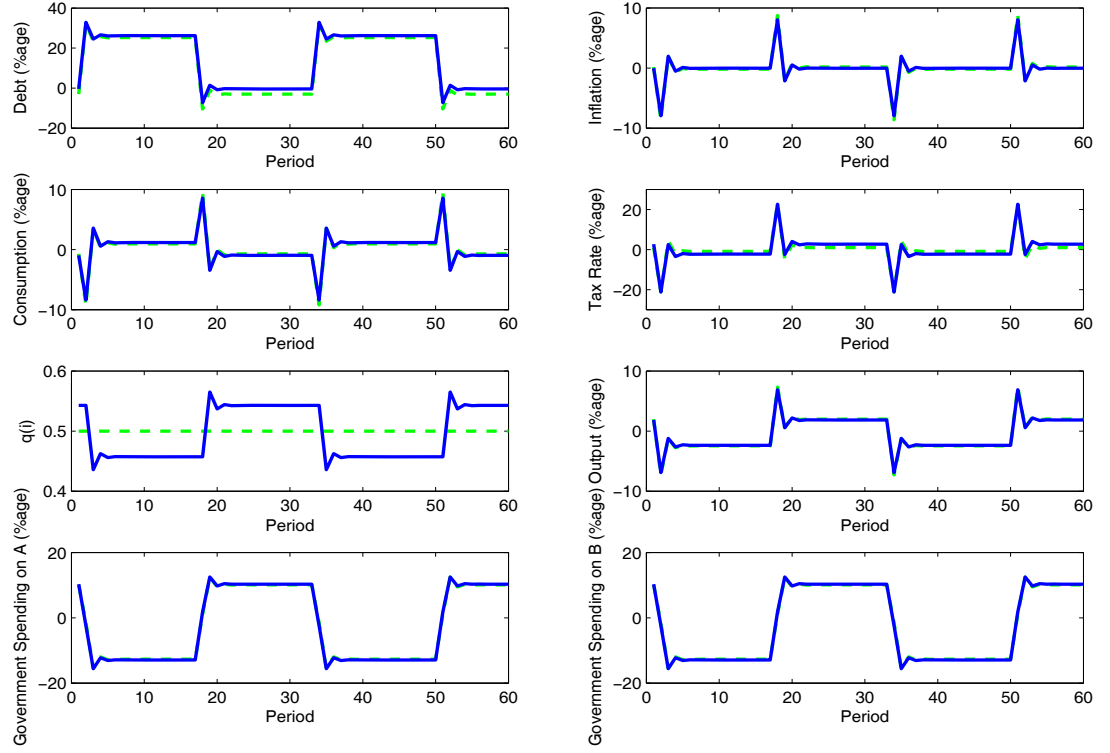 Debt (%age)
40
20
0
−20
0 10 20 30 40 50 60
Period
Inflation (%age)
10
0
−10
0 10 20 30 40 50 60
Period
Consumption (%age)
10
0
−10
0 10 20 30 40 50 60
Period
Tax Rate (%age)
20
0
−20
0 10 20 30 40 50 60
Period
q(i)
0.6
0.5
0.4
0 10 20 30 40 50 60
Period
Output (%age)
10
0
−10
0 10 20 30 40 50 60
Period
Government Spending on A (%age)
20
0
−20
0 10 20 30 40 50 60
Period
Government Spending on B (%age)
20
0
−20
0 10 20 30 40 50 60
Period